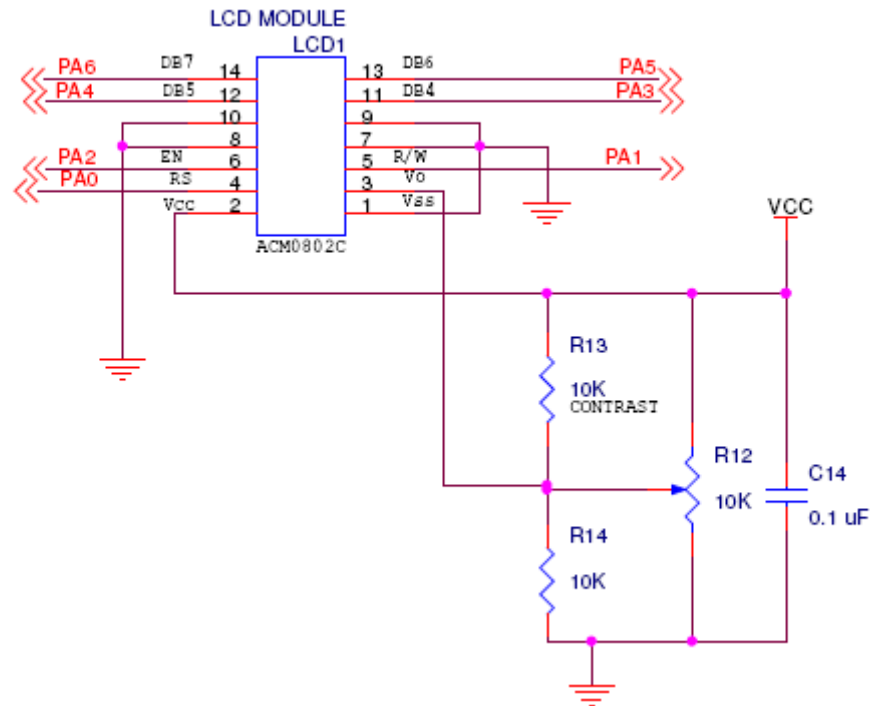 LCD MODULE
LCD1
PA6 DB7 14 13 DB6 PA5
PA4 DB5 12 11 DB4 PA3
10 9
8 7
PA2 EN 6 5 R/W PA1
PA0 RS 4 3 Vo
Vcc 2 1 Vss
ACM0802C
VCC
R13
10K
CONTRAST
R12
10K
C14
0.1 uF
R14
10K